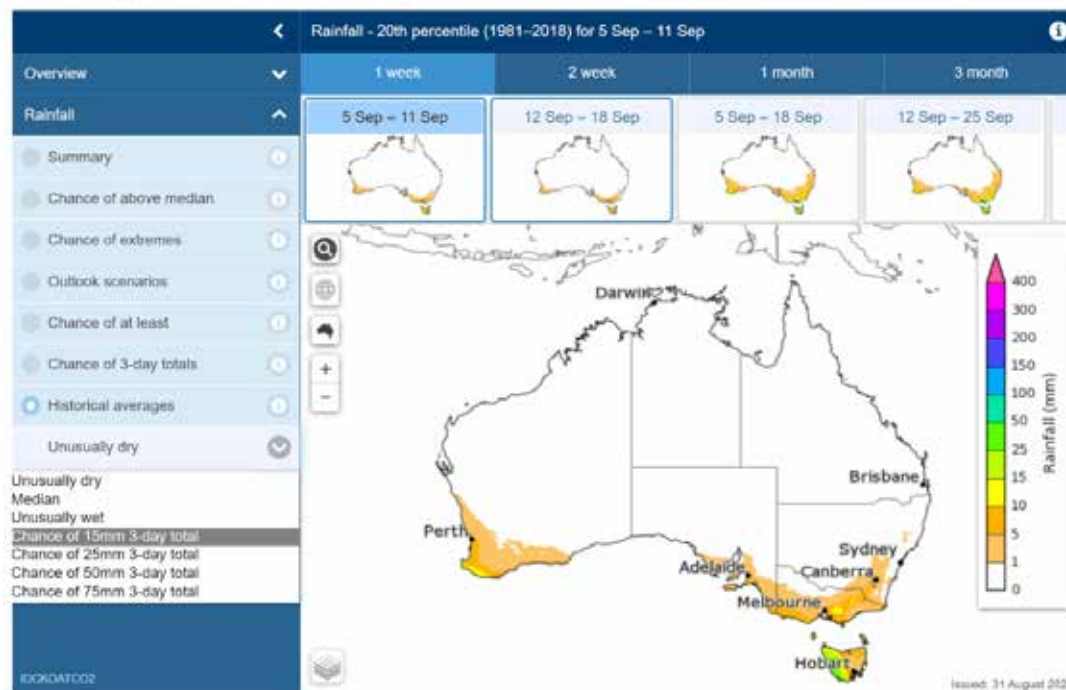 Rainfall - 20th percentile (1981–2018) for 5 Sep – 11 Sep
Overview
1 week
2 week
1 month
3 month
Rainfall
5 Sep – 11 Sep
12 Sep – 18 Sep
5 Sep – 18 Sep
12 Sep – 25 Sep
Summary
Chance of above median
Chance of extremes
Outlook scenarios
Chance of at least
Chance of 3-day totals
Historical averages
Unusually dry
Unusually dry
Median
Unusually wet
Chance of 15mm 3-day total
Chance of 25mm 3-day total
Chance of 50mm 3-day total
Chance of 75mm 3-day total
Darwin
Brisbane
Perth
Sydney
Adelaide
Canberra
Melbourne
Hobart
400
300
200
150
100
50
25
15
10
5
1
0
Rainfall (mm)
Issued: 31 August